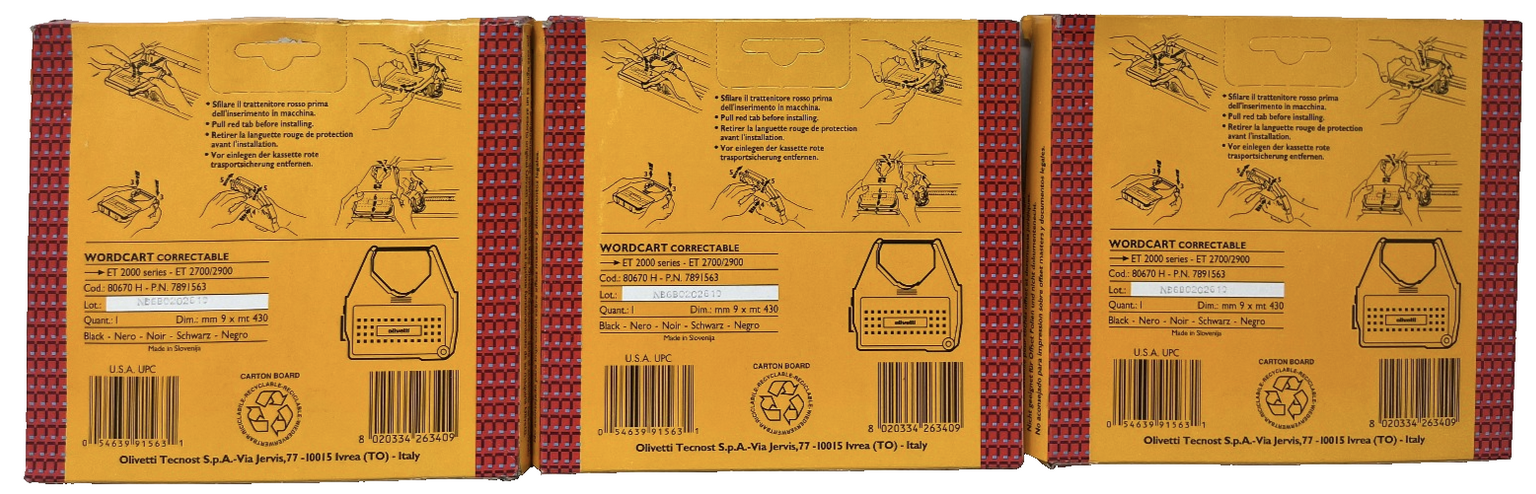 • Sfilare il trattenitore rosso prima
dell'inserimento in macchina.
• Pull red tab before installing.
• Retirer la languette rouge de protection
avant l'installation.
• Vor einlegen der kassette rote
trasportsicherung entfernen.
WORDCART CORRECTABLE
→ ET 2000 series - ET 2700/2900
Cod.: 80670 H - P.N. 7891563
Lot.: NB6B0202610
Quant.: 1 Dim.: mm 9 x mt 430
Black - Nero - Noir - Schwarz - Negro
Made in Slovenija
olivetti
U.S.A. UPC
0 54639 91563 1
CARTON BOARD
8 020334 263409
Olivetti Tecnost S.p.A.-Via Jervis,77 -10015 Ivrea (TO) - Italy
• Sfilare il trattenitore rosso prima
dell'inserimento in macchina.
• Pull red tab before installing.
• Retirer la languette rouge de protection
avant l'installation.
• Vor einlegen der kassette rote
trasportsicherung entfernen.
WORDCART CORRECTABLE
→ ET 2000 series - ET 2700/2900
Cod.: 80670 H - P.N. 7891563
Lot.: NB6B0202610
Quant.: 1 Dim.: mm 9 x mt 430
Black - Nero - Noir - Schwarz - Negro
Made in Slovenija
olivetti
U.S.A. UPC
0 54639 91563 1
CARTON BOARD
8 020334 263409
Olivetti Tecnost S.p.A.-Via Jervis,77 -10015 Ivrea (TO) - Italy
No aconsejado para impression sobre offset masters y documentos legales.
• Sfilare il trattenitore rosso prima
dell'inserimento in macchina.
• Pull red tab before installing.
• Retirer la languette rouge de protection
avant l'installation.
• Vor einlegen der kassette rote
trasportsicherung entfernen.
WORDCART CORRECTABLE
→ ET 2000 series - ET 2700/2900
Cod.: 80670 H - P.N. 7891563
Lot.: NB6B0202610
Quant.: 1 Dim.: mm 9 x mt 430
Black - Nero - Noir - Schwarz - Negro
Made in Slovenija
olivetti
U.S.A. UPC
0 54639 91563 1
CARTON BOARD
8 020334 263409
Olivetti Tecnost S.p.A.-Via Jervis,77 -10015 Ivrea (TO) - Italy